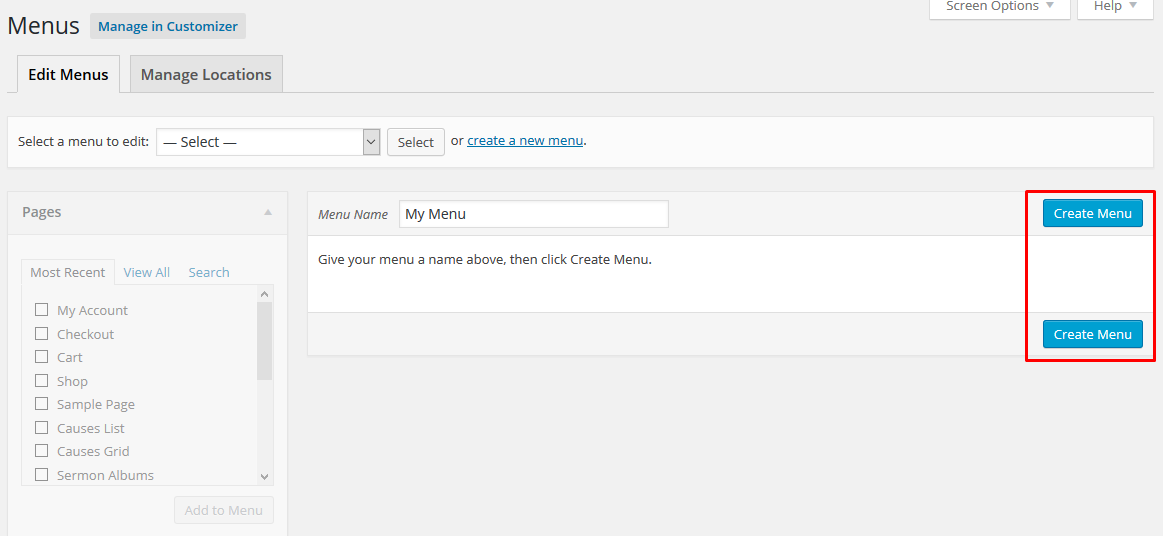 Menus Manage in Customizer
Screen Options Help
Edit Menus Manage Locations
Select a menu to edit: — Select — Select or create a new menu.
Pages
Menu Name My Menu Create Menu
Give your menu a name above, then click Create Menu.
Most Recent View All Search
My Account
Checkout
Create Menu
Cart
Shop
Sample Page
Causes List
Causes Grid
Sermon Albums
Add to Menu